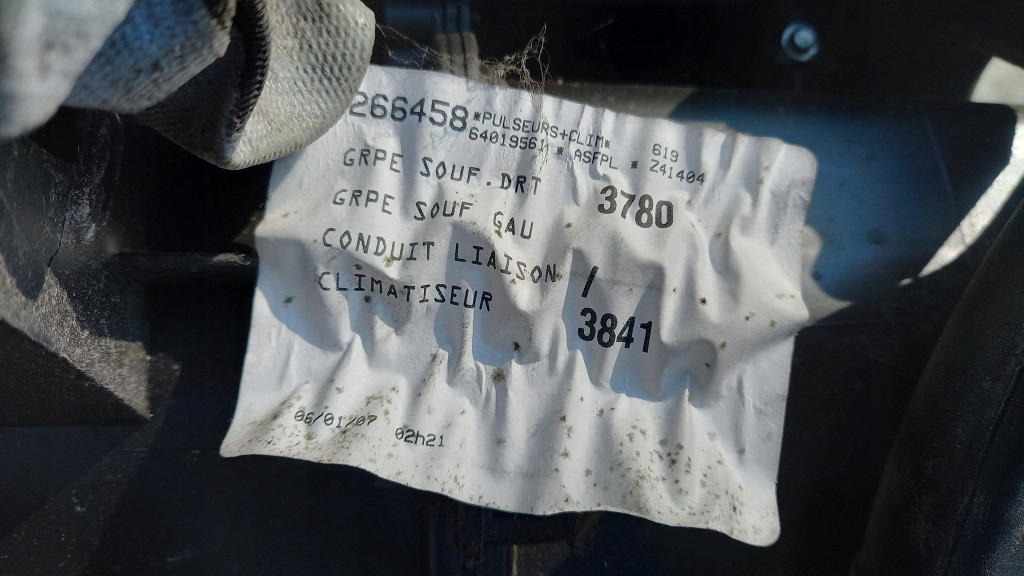 266458 *PULSEURS+CLIM* 619
64019561 * ASFPL * 241404
GRPE SOUF.DRT 3780
GRPE SOUF GAU
CONDUIT LIAISON /
CLIMATISEUR 3841
06/01/07 02h21